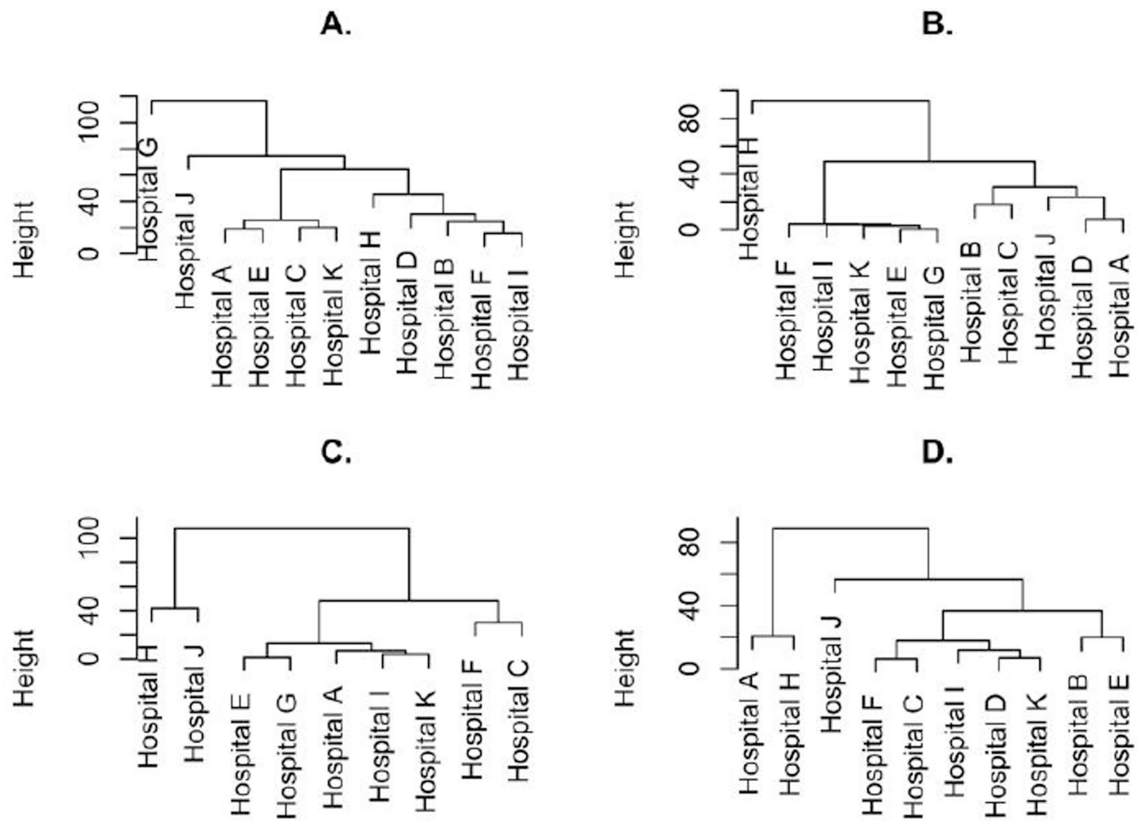 A.
Height
0
40
100
Hospital G
Hospital J
Hospital A
Hospital E
Hospital C
Hospital K
Hospital H
Hospital D
Hospital B
Hospital F
Hospital I
B.
Height
0
40
80
Hospital H
Hospital F
Hospital I
Hospital K
Hospital E
Hospital G
Hospital B
Hospital C
Hospital J
Hospital D
Hospital A
C.
Height
0
40
100
Hospital H
Hospital J
Hospital E
Hospital G
Hospital A
Hospital I
Hospital K
Hospital F
Hospital C
D.
Height
0
40
80
Hospital A
Hospital H
Hospital J
Hospital F
Hospital C
Hospital I
Hospital D
Hospital K
Hospital B
Hospital E